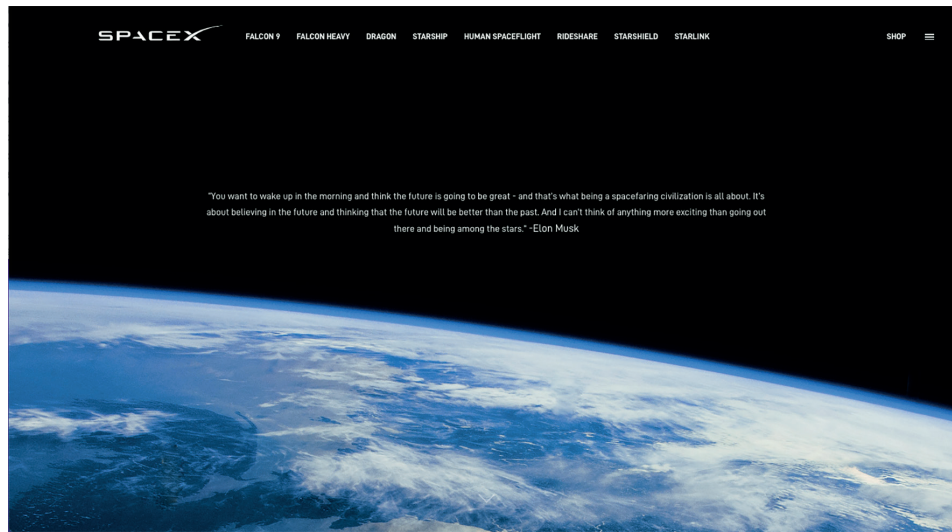 SPACEX FALCON 9 FALCON HEAVY DRAGON STARSHIP HUMAN SPACEFLIGHT RIDESHARE STARSHIELD STARLINK SHOP
"You want to wake up in the morning and think the future is going to be great - and that's what being a spacefaring civilization is all about. It's
about believing in the future and thinking that the future will be better than the past. And I can't think of anything more exciting than going out
there and being among the stars." -Elon Musk